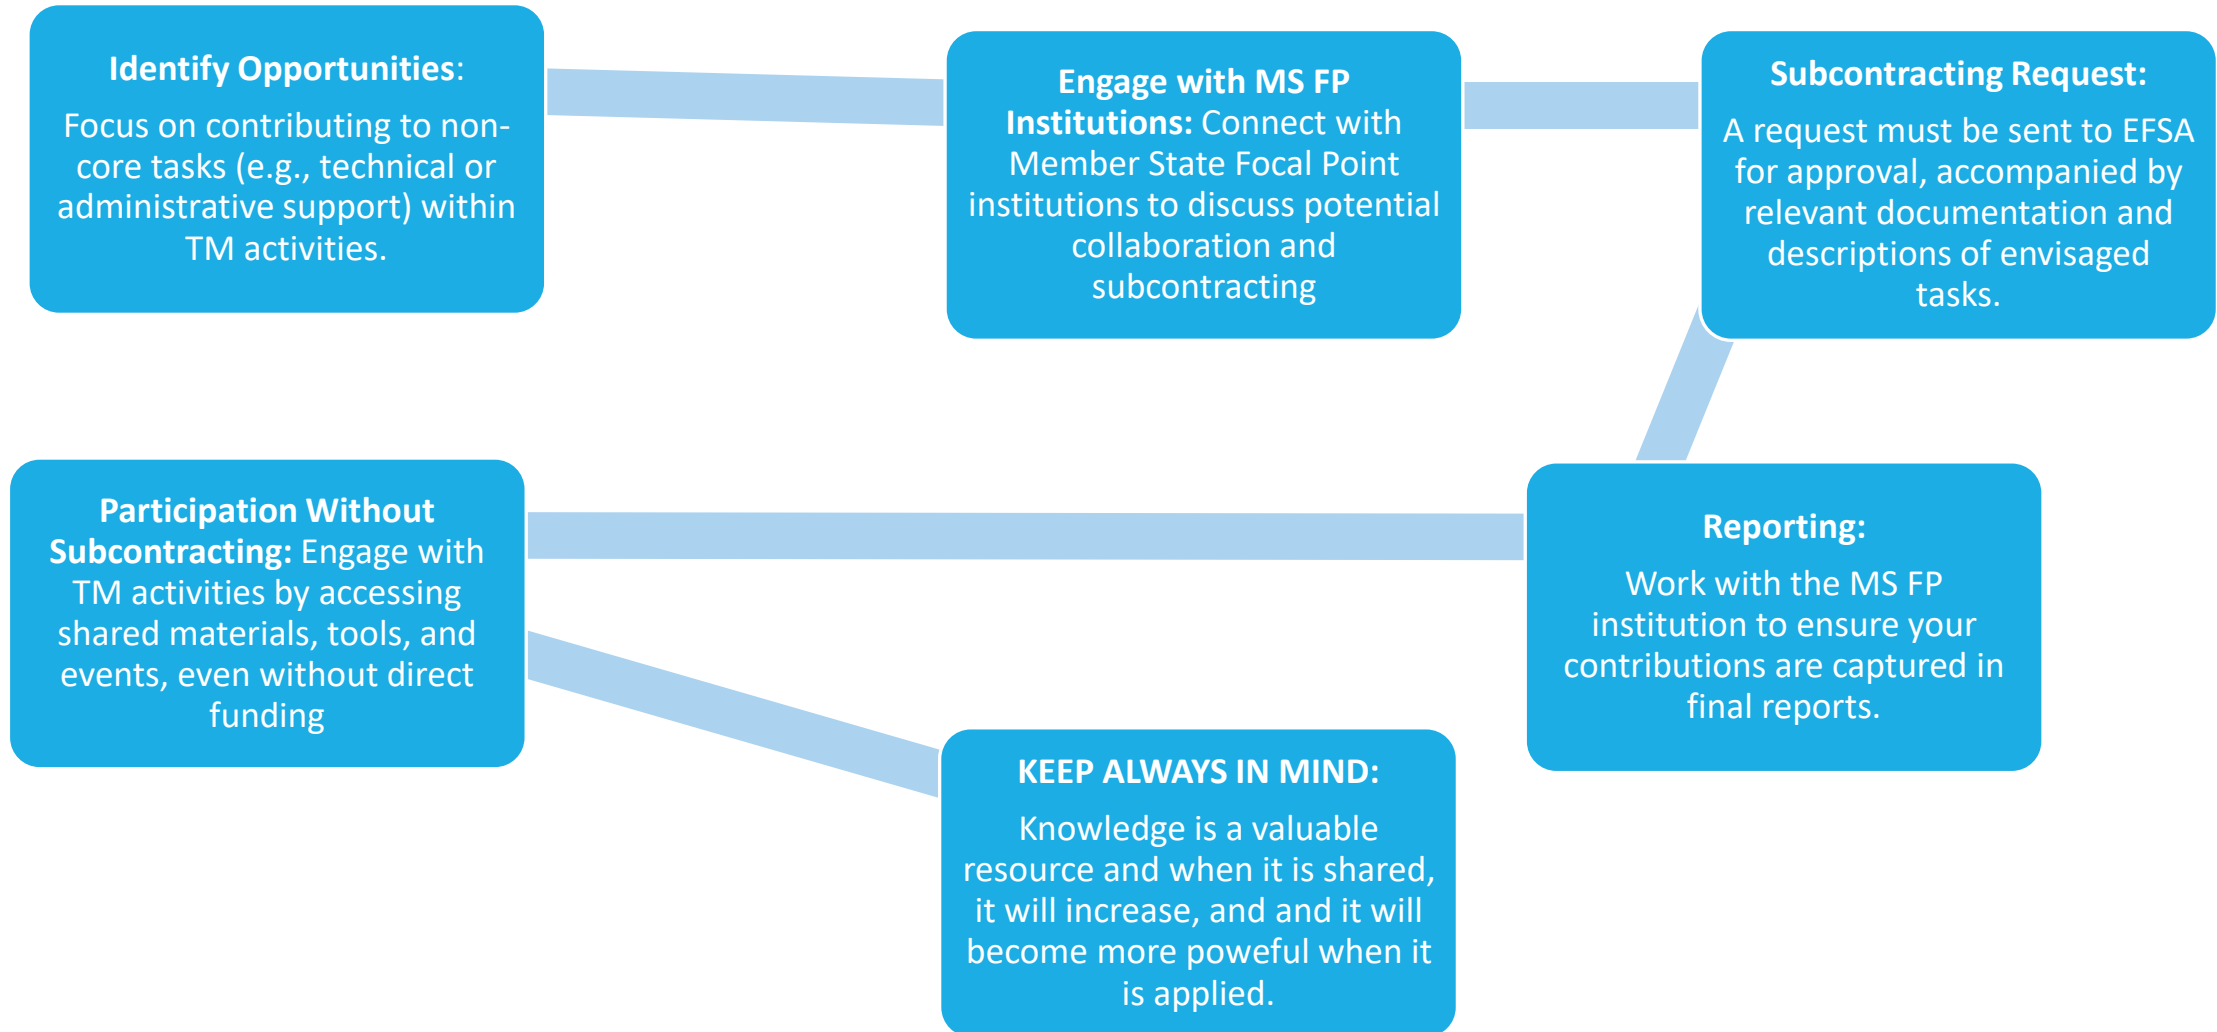 Identify Opportunities:
Focus on contributing to non-
core tasks (e.g., technical or
administrative support) within
TM activities.
Engage with MS FP
Institutions: Connect with
Member State Focal Point
institutions to discuss potential
collaboration and
subcontracting
Subcontracting Request:
A request must be sent to EFSA
for approval, accompanied by
relevant documentation and
descriptions of envisaged
tasks.
Reporting:
Work with the MS FP
institution to ensure your
contributions are captured in
final reports.
Participation Without
Subcontracting: Engage with
TM activities by accessing
shared materials, tools, and
events, even without direct
funding
KEEP ALWAYS IN MIND:
Knowledge is a valuable
resource and when it is shared,
it will increase, and and it will
become more poweful when it
is applied.